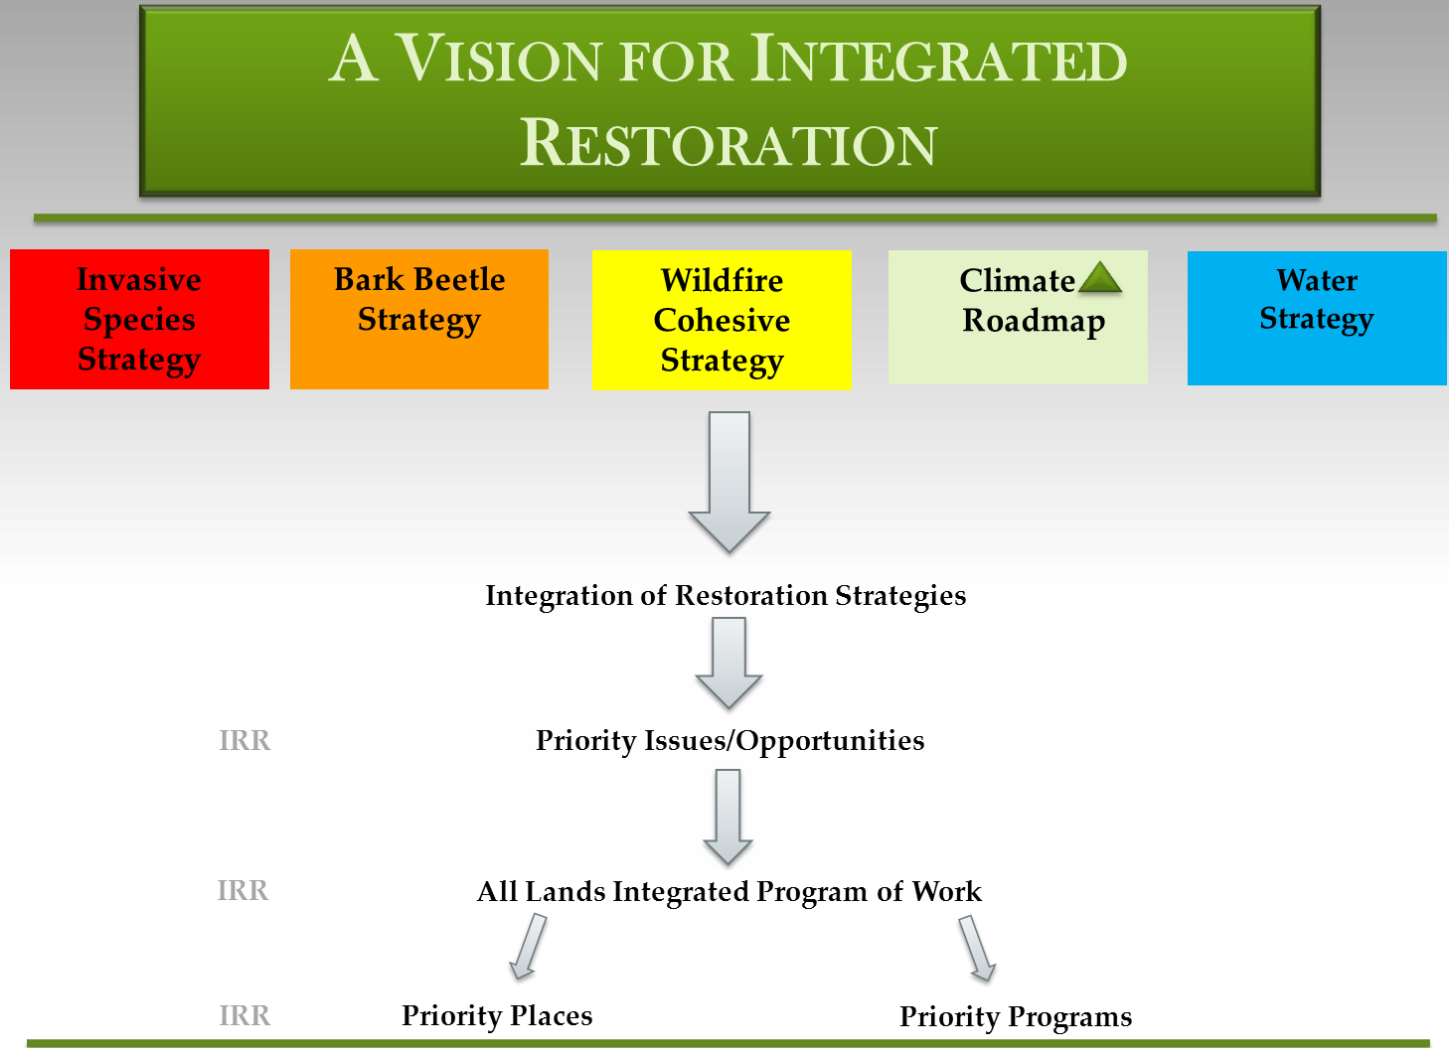 A VISION FOR INTEGRATED
RESTORATION
Invasive
Species
Strategy
Bark Beetle
Strategy
Wildfire
Cohesive
Strategy
Climate
Roadmap
Water
Strategy
Integration of Restoration Strategies
IRR
Priority Issues/Opportunities
IRR
All Lands Integrated Program of Work
IRR
Priority Places
Priority Programs